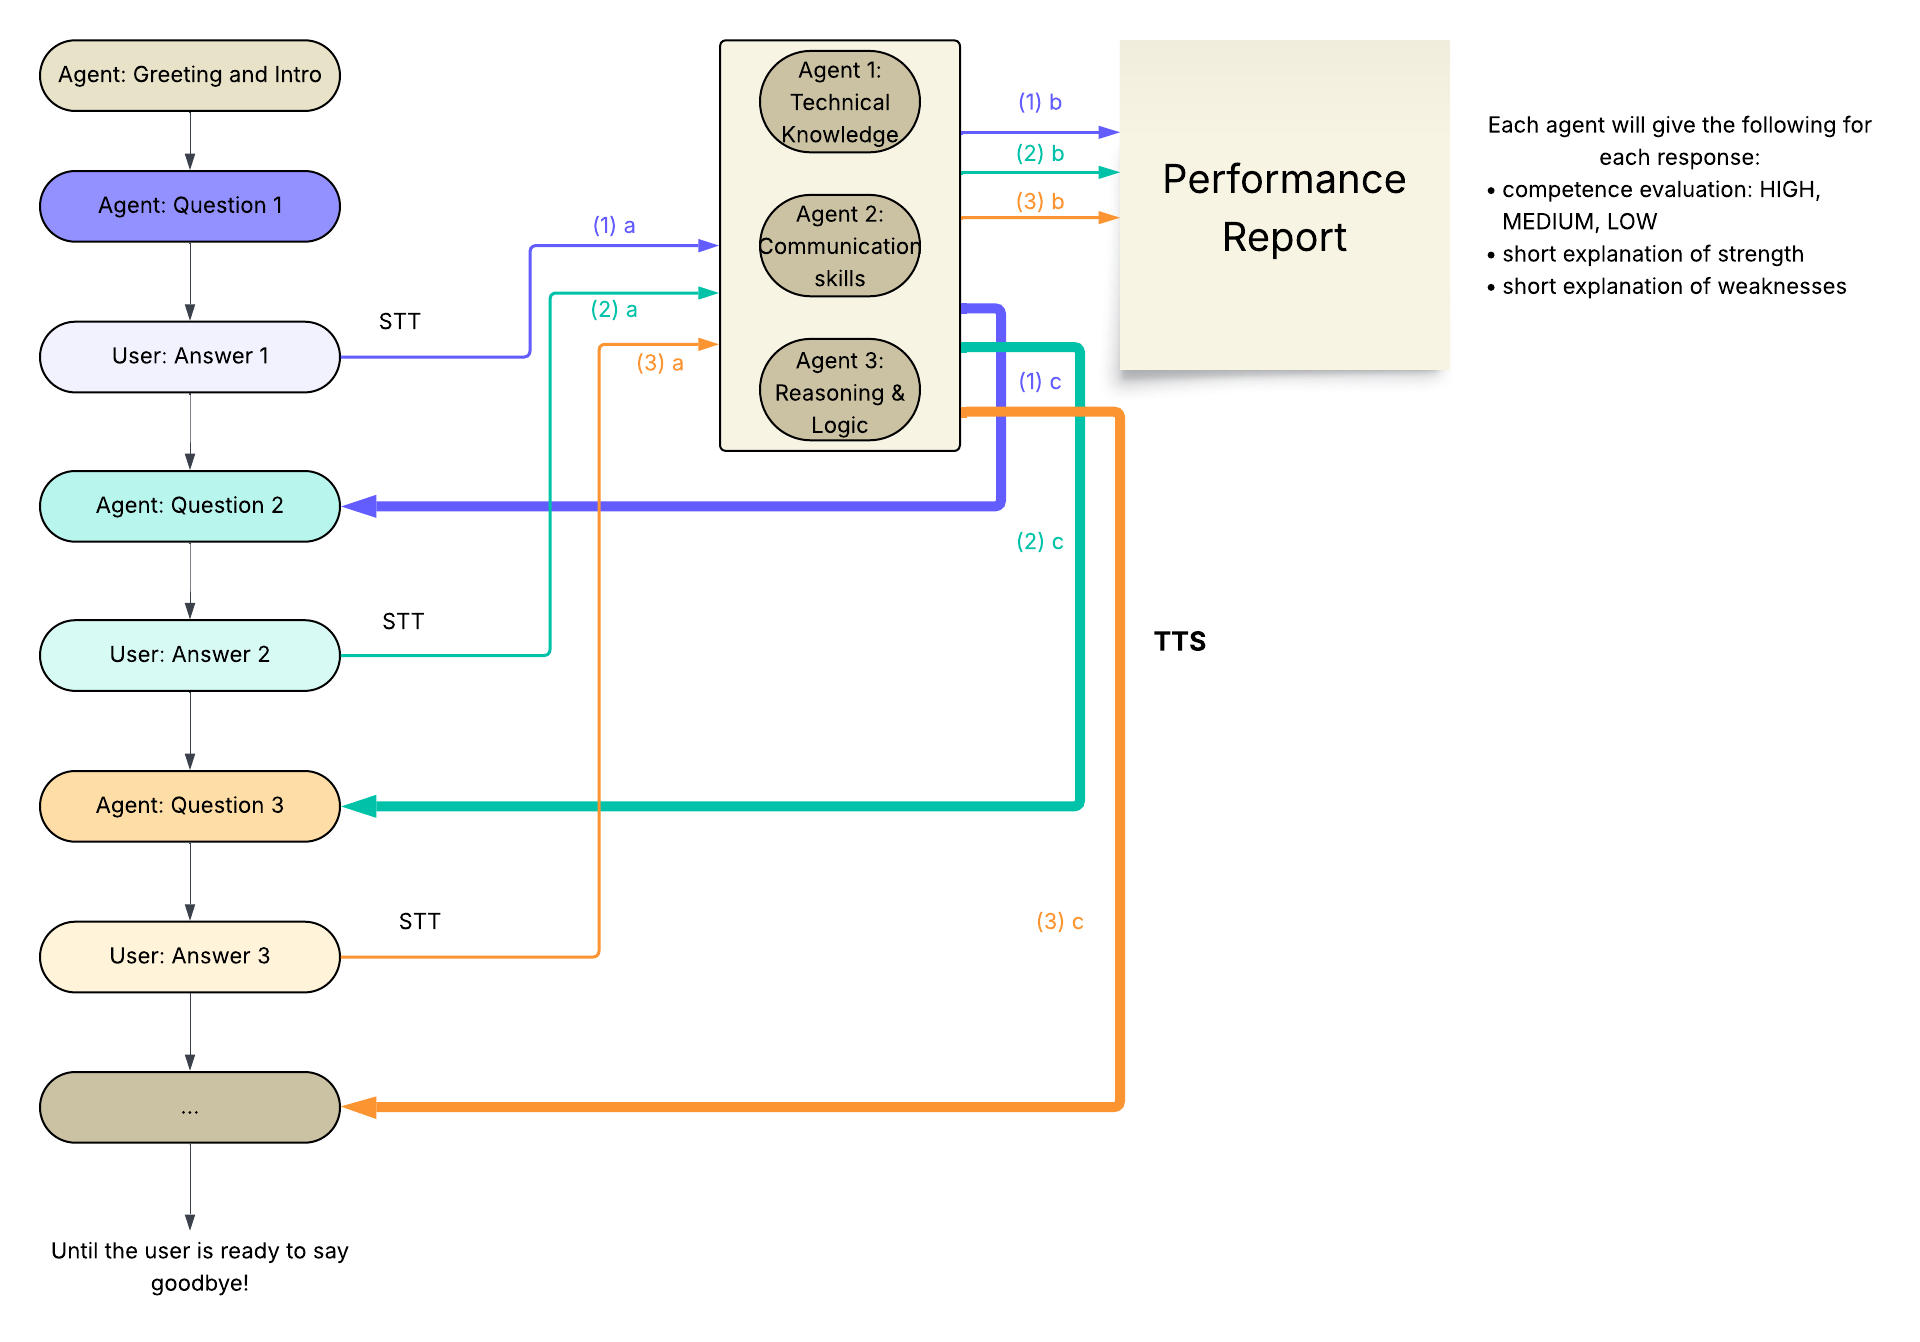 Agent: Greeting and Intro
Agent: Question 1
User: Answer 1
Agent: Question 2
User: Answer 2
Agent: Question 3
User: Answer 3
...
Until the user is ready to say
goodbye!
STT
STT
STT
(1) a
(2) a
(3) a
Agent 1:
Technical
Knowledge
Agent 2:
Communication
skills
Agent 3:
Reasoning &
Logic
(1) b
(2) b
(3) b
(1) c
(2) c
(3) c
TTS
Performance
Report
Each agent will give the following for
each response:
• competence evaluation: HIGH,
MEDIUM, LOW
• short explanation of strength
• short explanation of weaknesses